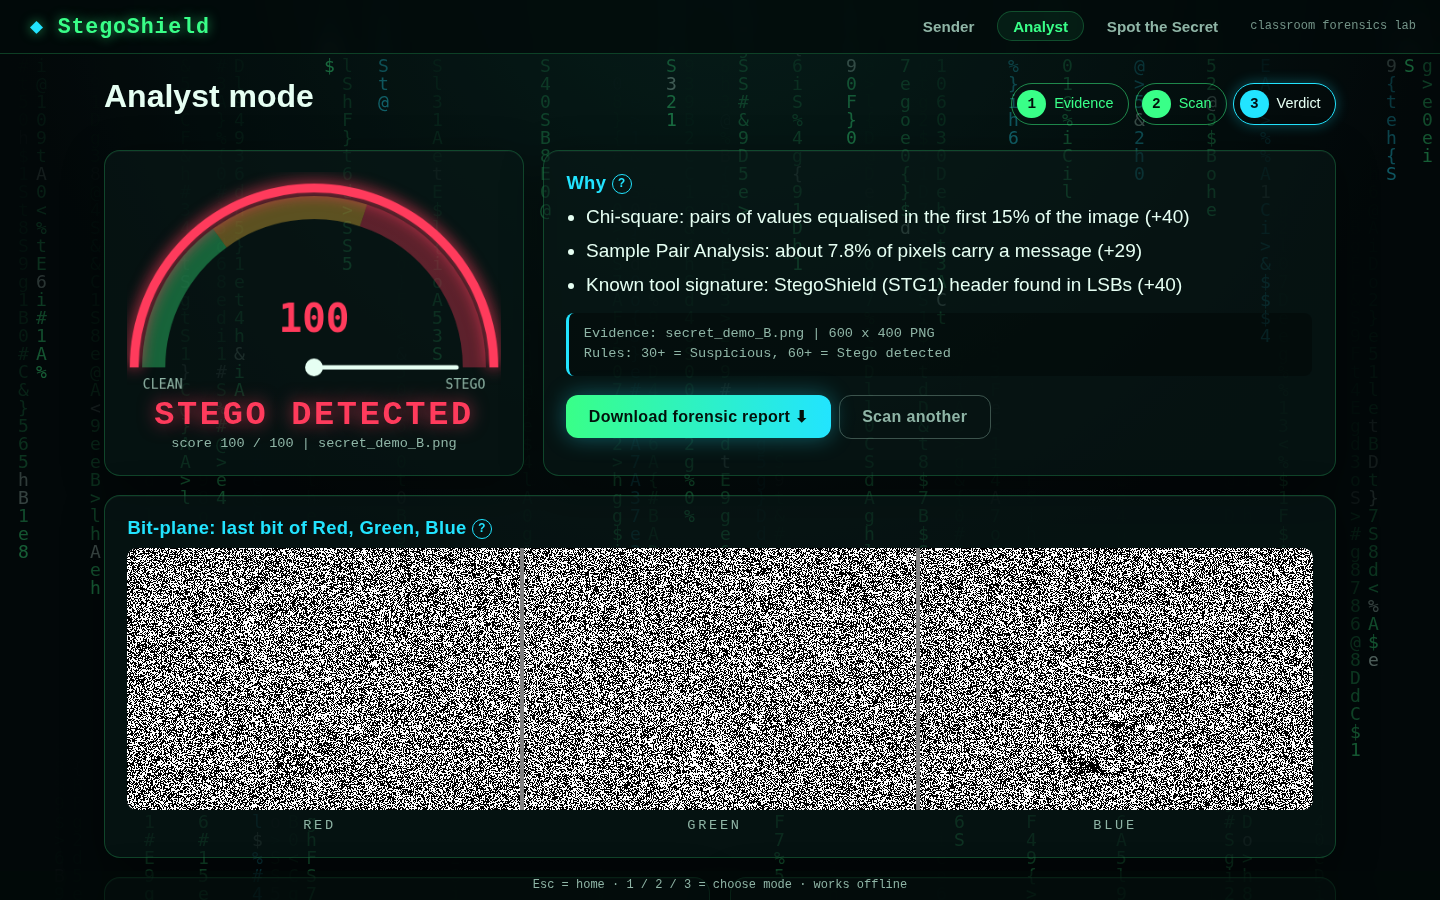 ◆ StegoShield
Sender
Analyst
Spot the Secret
classroom forensics lab
Analyst mode
1 Evidence
2 Scan
3 Verdict
100
CLEAN
STEGO
STEGO DETECTED
score 100 / 100 | secret_demo_B.png
Why ?
• Chi-square: pairs of values equalised in the first 15% of the image (+40)
• Sample Pair Analysis: about 7.8% of pixels carry a message (+29)
• Known tool signature: StegoShield (STG1) header found in LSBs (+40)
Evidence: secret_demo_B.png | 600 x 400 PNG
Rules: 30+ = Suspicious, 60+ = Stego detected
Download forensic report ⬇
Scan another
Bit-plane: last bit of Red, Green, Blue ?
RED
GREEN
BLUE
Esc = home · 1 / 2 / 3 = choose mode · works offline